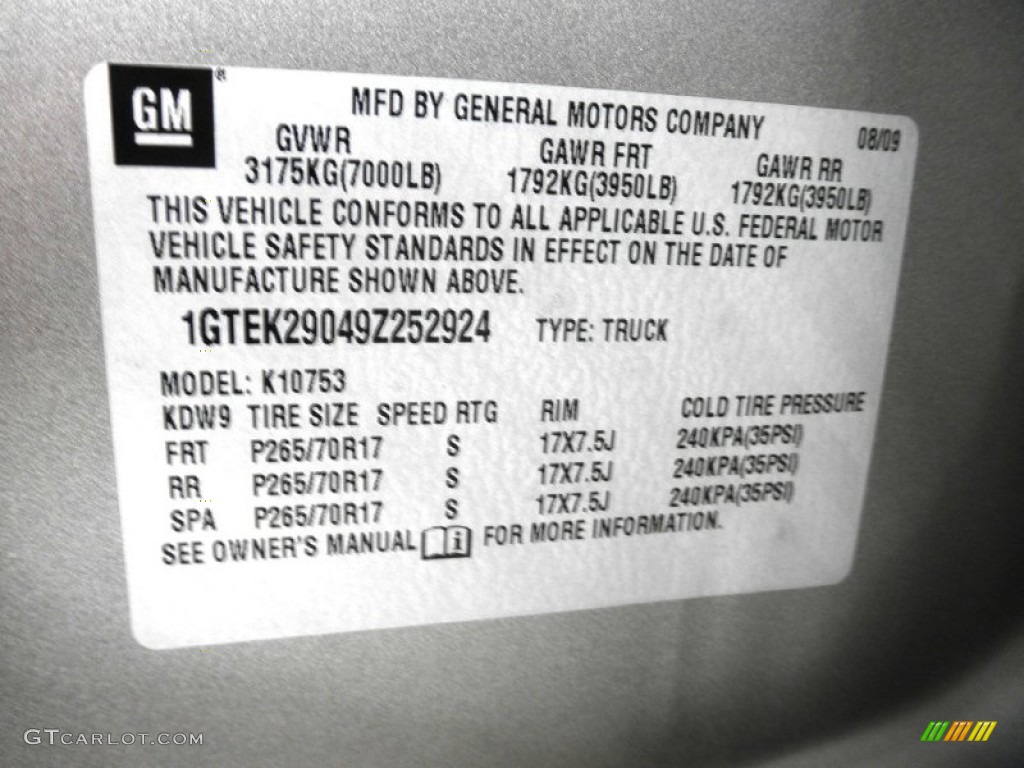 GM®
MFD BY GENERAL MOTORS COMPANY 08/09
GVWR GAWR FRT GAWR RR
3175KG(7000LB) 1792KG(3950LB) 1792KG(3950LB)
THIS VEHICLE CONFORMS TO ALL APPLICABLE U.S. FEDERAL MOTOR
VEHICLE SAFETY STANDARDS IN EFFECT ON THE DATE OF
MANUFACTURE SHOWN ABOVE.
1GTEK29049Z252924 TYPE: TRUCK
MODEL: K10753
KDW9 TIRE SIZE SPEED RTG RIM COLD TIRE PRESSURE
FRT P265/70R17 S 17X7.5J 240KPA(35PSI)
RR P265/70R17 S 17X7.5J 240KPA(35PSI)
SPA P265/70R17 S 17X7.5J 240KPA(35PSI)
SEE OWNER'S MANUAL FOR MORE INFORMATION.
GTCARLOT.COM